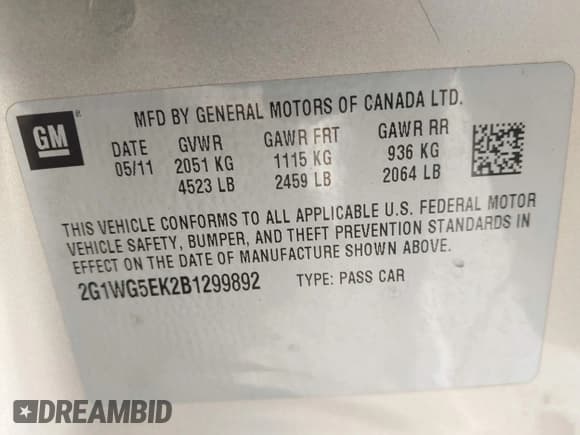 MFD BY GENERAL MOTORS OF CANADA LTD.
GM®
DATE GVWR GAWR FRT GAWR RR
05/11 2051 KG 1115 KG 936 KG
4523 LB 2459 LB 2064 LB
THIS VEHICLE CONFORMS TO ALL APPLICABLE U.S. FEDERAL MOTOR
VEHICLE SAFETY, BUMPER, AND THEFT PREVENTION STANDARDS IN
EFFECT ON THE DATE OF MANUFACTURE SHOWN ABOVE.
2G1WG5EK2B1299892 TYPE: PASS CAR
DREAMBID